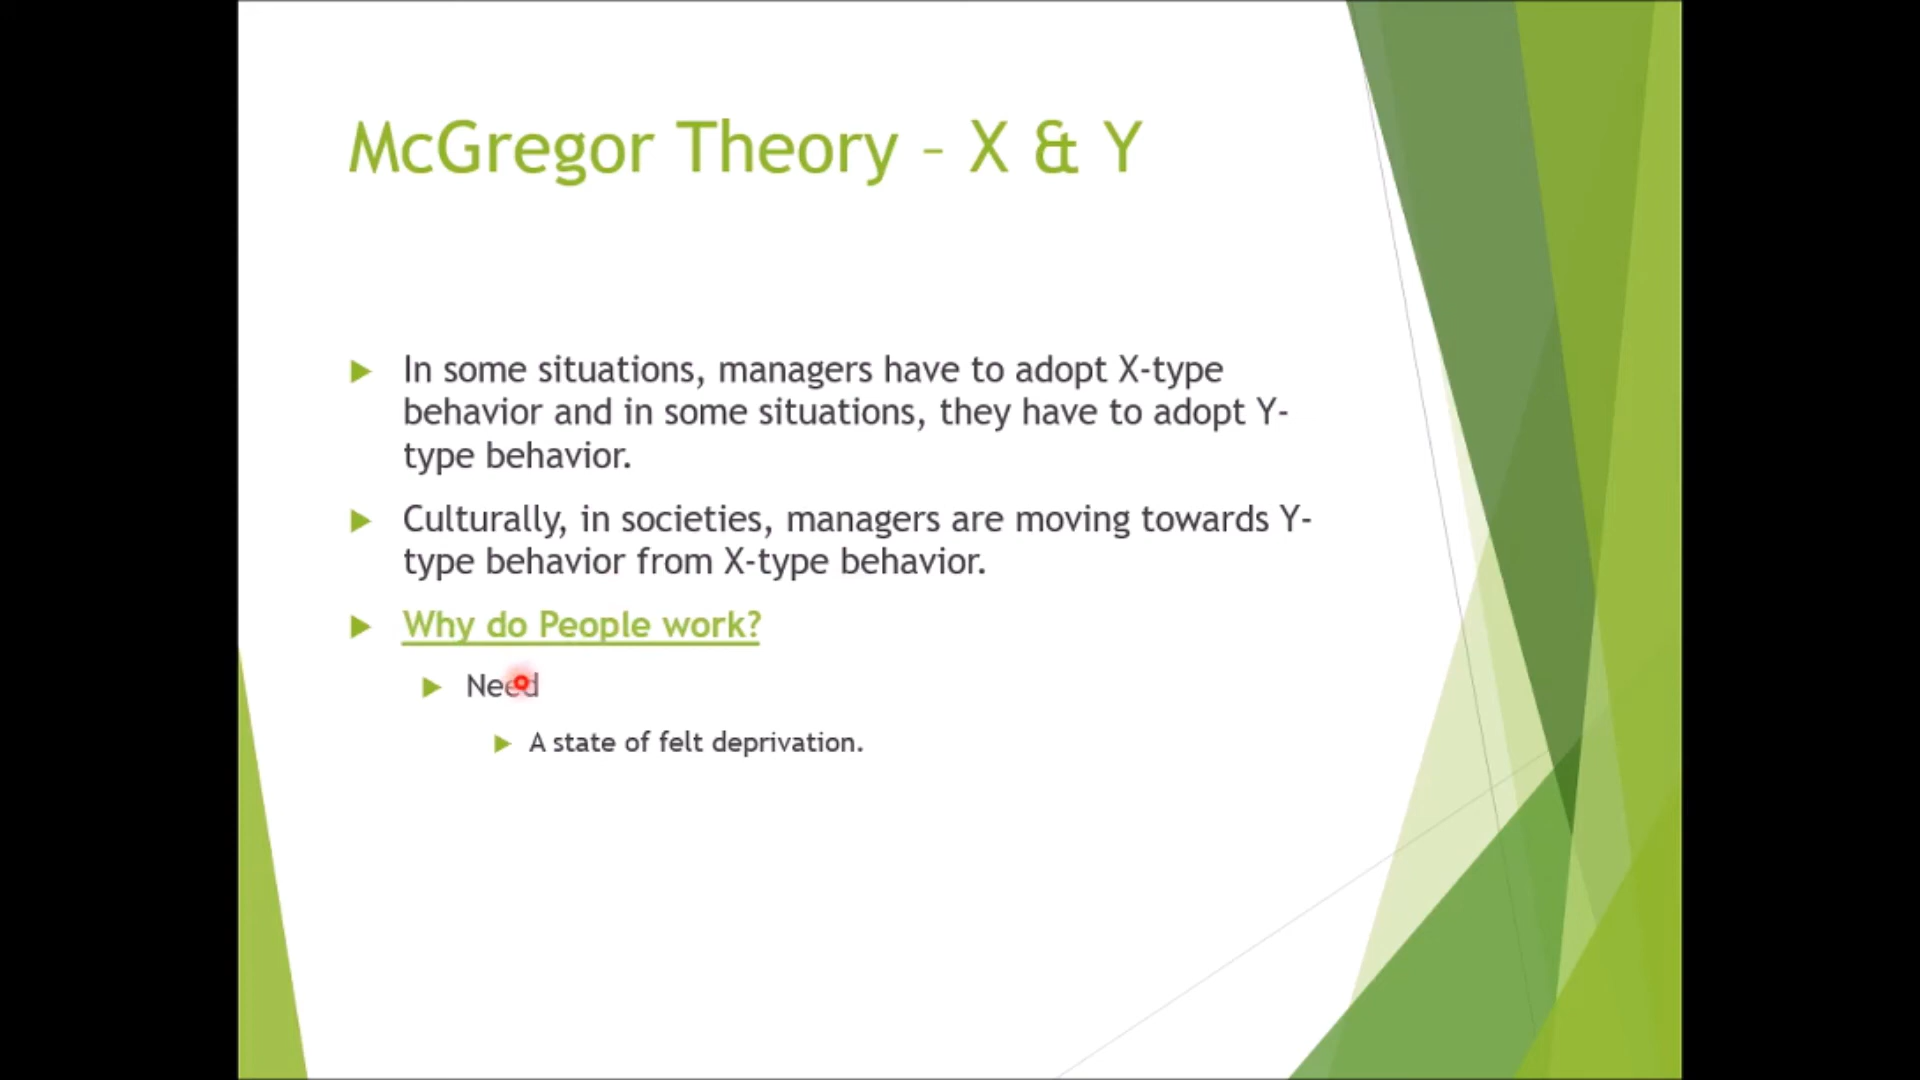 McGregor Theory – X & Y
In some situations, managers have to adopt X-type
behavior and in some situations, they have to adopt Y-
type behavior.
Culturally, in societies, managers are moving towards Y-
type behavior from X-type behavior.
Why do People work?
Need
A state of felt deprivation.